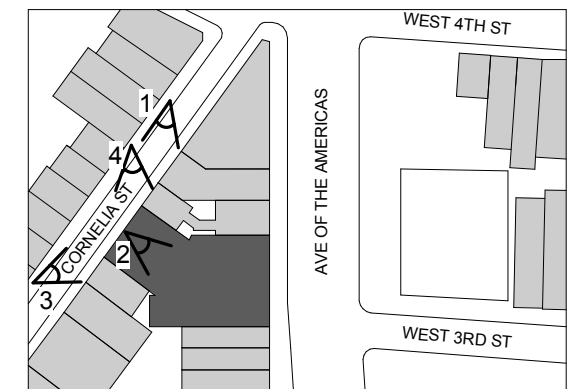 WEST 4TH ST
1
4
AVE OF THE AMERICAS
CORNELIA ST
2
3
WEST 3RD ST